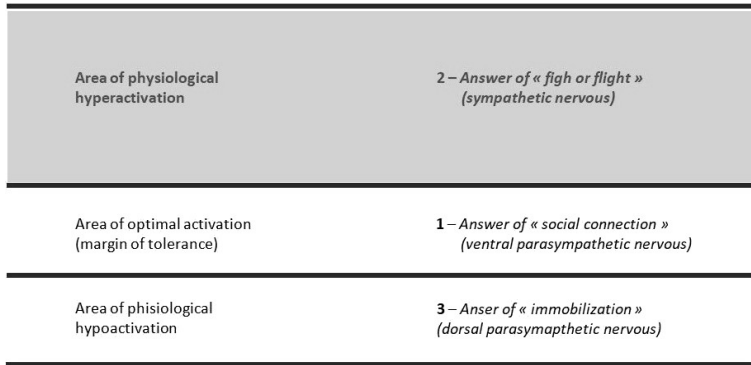 Area of physiological
hyperactivation
2 – Answer of « figh or flight »
(sympathetic nervous)
Area of optimal activation
(margin of tolerance)
1 – Answer of « social connection »
(ventral parasympathetic nervous)
Area of phisiological
hypoactivation
3 – Anser of « immobilization »
(dorsal parasymapthetic nervous)